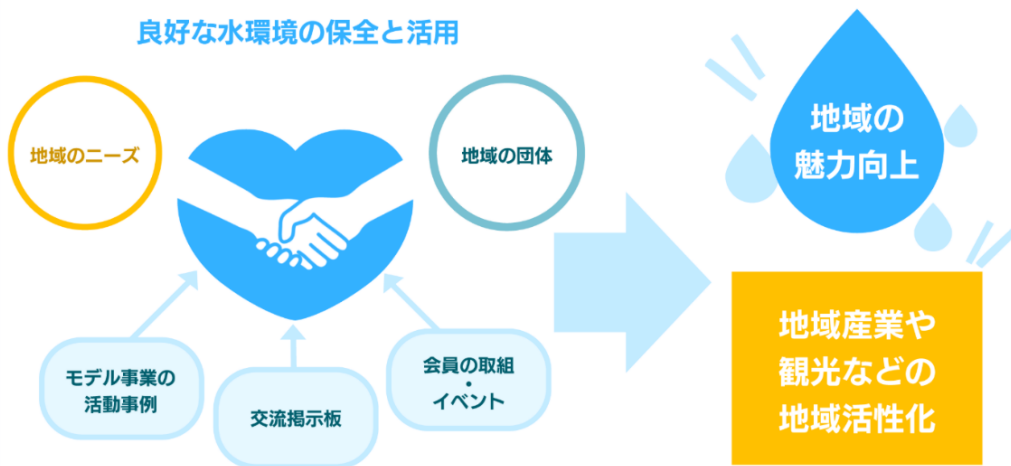 良好な水環境の保全と活用
地域のニーズ
地域の団体
モデル事業の
活動事例
交流掲示板
会員の取組
・
イベント
地域の
魅力向上
地域産業や
観光などの
地域活性化